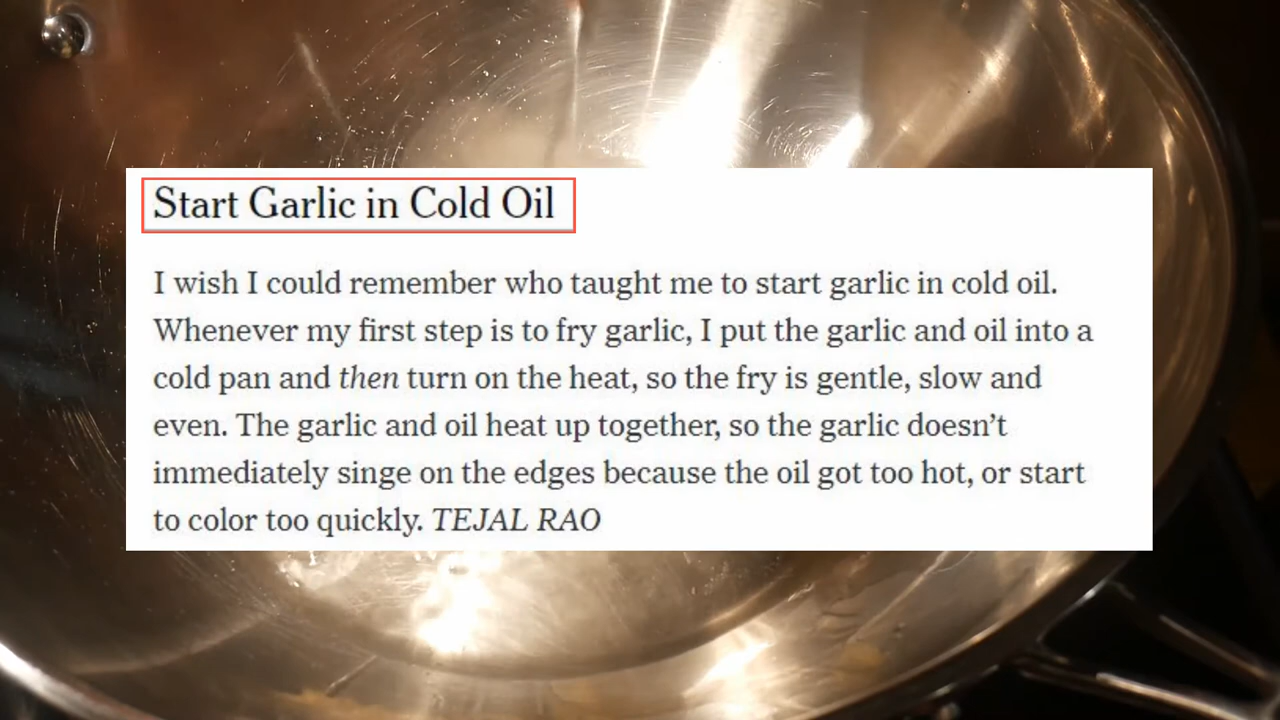 Start Garlic in Cold Oil
I wish I could remember who taught me to start garlic in cold oil.
Whenever my first step is to fry garlic, I put the garlic and oil into a
cold pan and then turn on the heat, so the fry is gentle, slow and
even. The garlic and oil heat up together, so the garlic doesn’t
immediately singe on the edges because the oil got too hot, or start
to color too quickly. TEJAL RAO